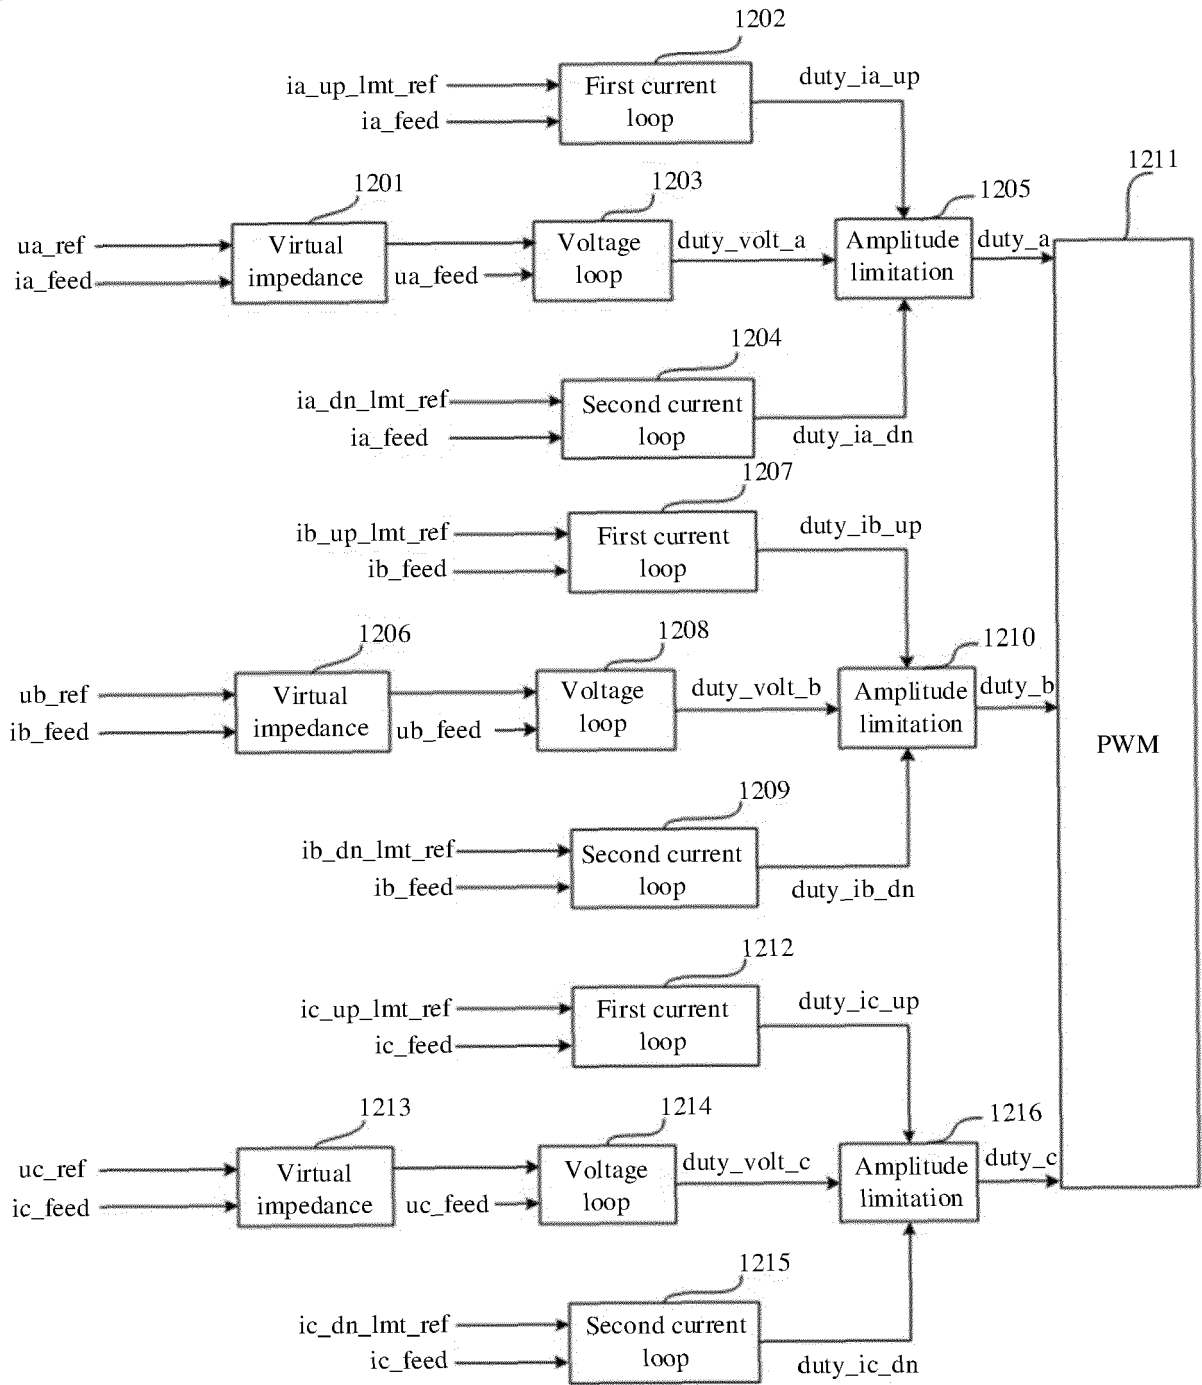 1202
ia_up_lmt_ref
First current
loop
duty_ia_up
ia_feed
1211
1201
1203
1205
ua_ref
Virtual
impedance
Voltage
loop
duty_volt_a
Amplitude
limitation
duty_a
ia_feed
ua_feed
1204
ia_dn_lmt_ref
Second current
loop
ia_feed
duty_ia_dn
1207
ib_up_lmt_ref
First current
loop
duty_ib_up
ib_feed
1206
1208
1210
ub_ref
Virtual
impedance
Voltage
loop
duty_volt_b
Amplitude
limitation
duty_b
ib_feed
ub_feed
PWM
1209
ib_dn_lmt_ref
Second current
loop
ib_feed
duty_ib_dn
1212
ic_up_lmt_ref
First current
loop
duty_ic_up
ic_feed
1213
1214
1216
uc_ref
Virtual
impedance
Voltage
loop
duty_volt_c
Amplitude
limitation
duty_c
ic_feed
uc_feed
1215
ic_dn_lmt_ref
Second current
loop
ic_feed
duty_ic_dn